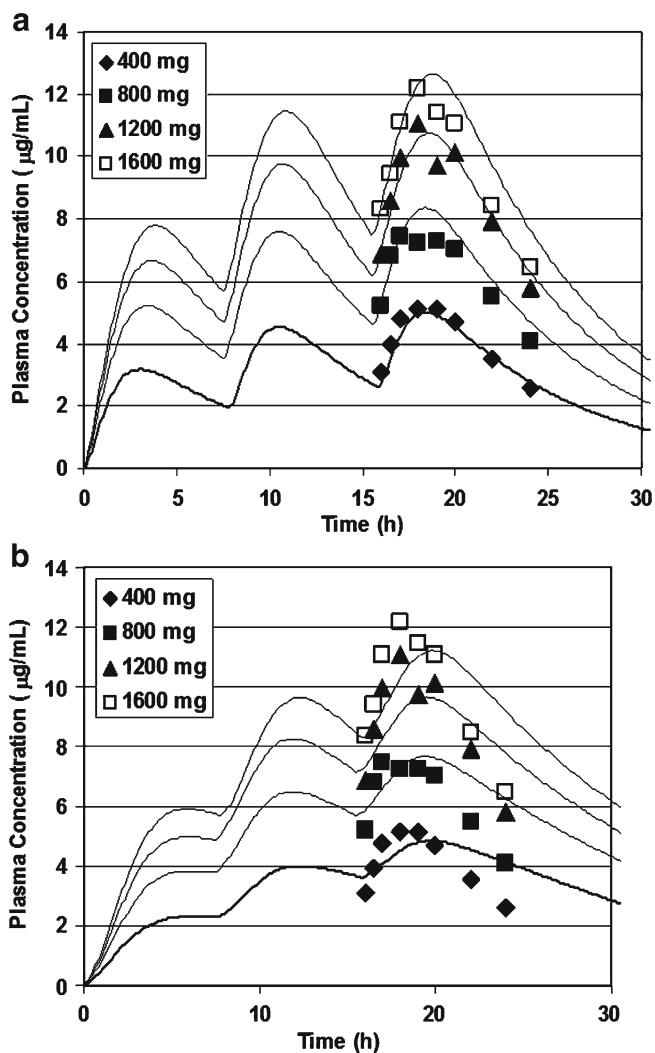 a
14
12
10
8
6
4
2
0
Plasma Concentration ( µg/mL)
400 mg
800 mg
1200 mg
1600 mg
0 5 10 15 20 25 30
Time (h)
b
14
12
10
8
6
4
2
0
Plasma Concentration ( µg/mL)
400 mg
800 mg
1200 mg
1600 mg
0 10 20 30
Time (h)